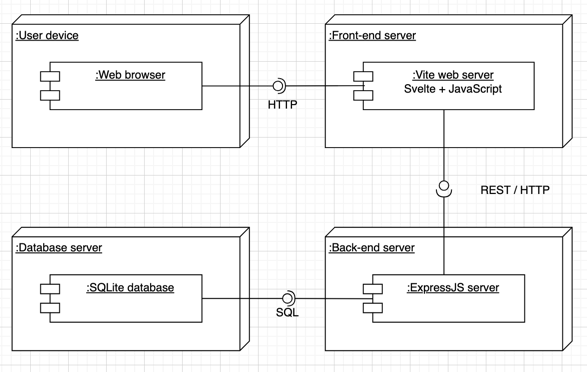 :User device
:Web browser
HTTP
:Front-end server
:Vite web server
Svelte + JavaScript
REST / HTTP
:Database server
:SQLite database
SQL
:Back-end server
:ExpressJS server